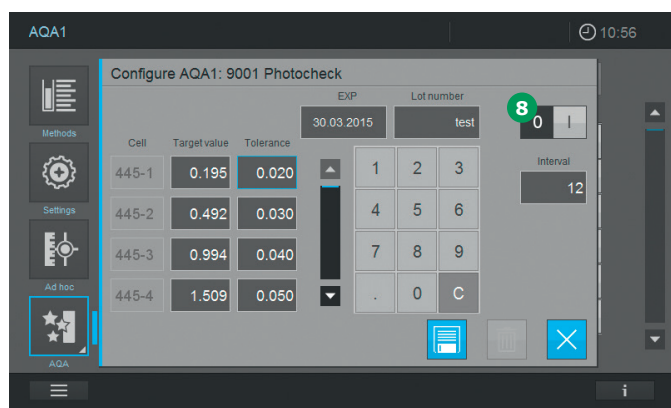 AQA1
10:56
Configure AQA1: 9001 Photocheck
EXP Lot number
30.03.2015 test
8
0 I
Methods
Cell Target value Tolerance
Interval
12
445-1 0.195 0.020
1 2 3
Settings
445-2 0.492 0.030
4 5 6
445-3 0.994 0.040
7 8 9
Ad hoc
445-4 1.509 0.050
. 0 C
AQA
i